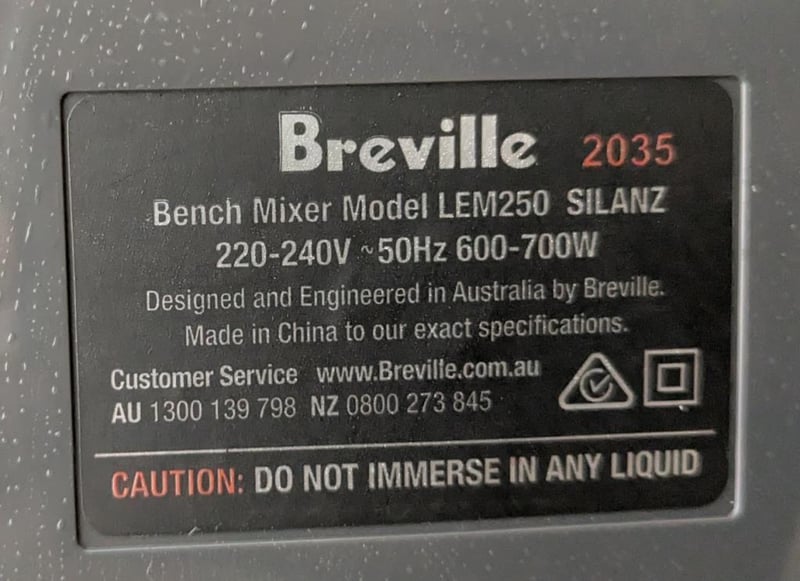 Breville 2035
Bench Mixer Model LEM250 SILANZ
220-240V ~50Hz 600-700W
Designed and Engineered in Australia by Breville.
Made in China to our exact specifications.
Customer Service www.Breville.com.au
AU 1300 139 798 NZ 0800 273 845
CAUTION: DO NOT IMMERSE IN ANY LIQUID